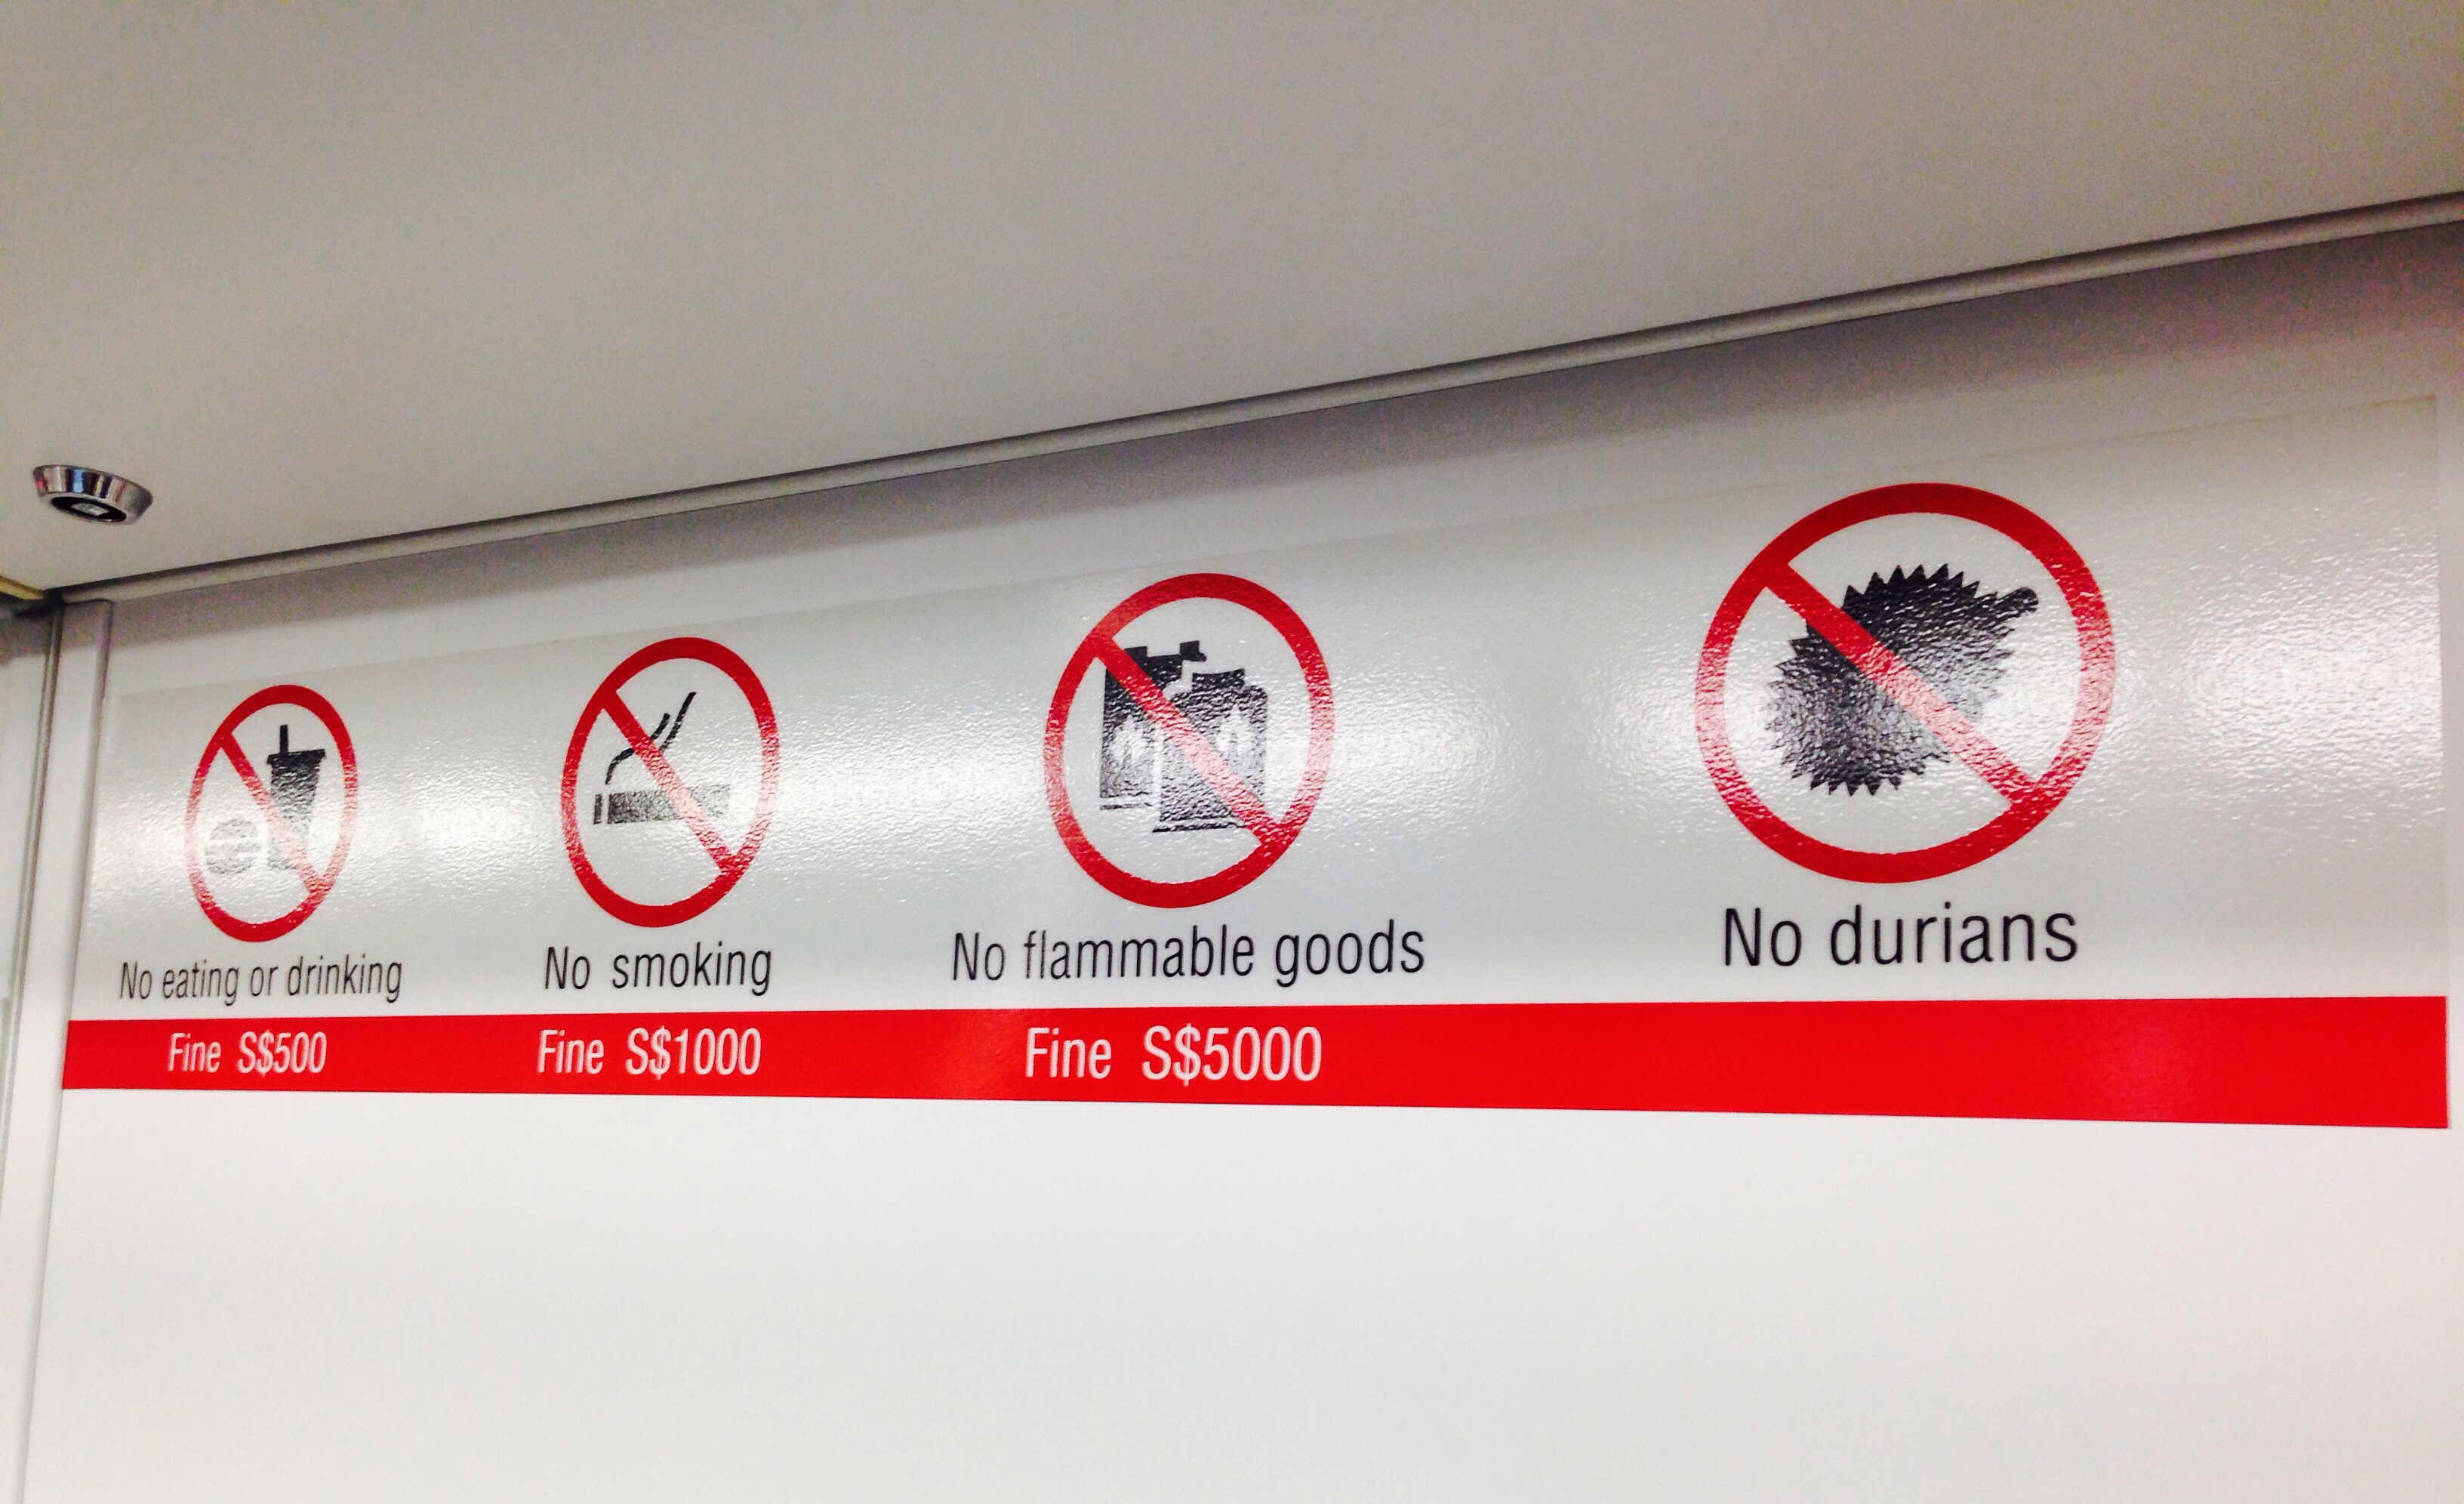 No eating or drinking
Fine S$500
No smoking
Fine S$1000
No flammable goods
Fine S$5000
No durians